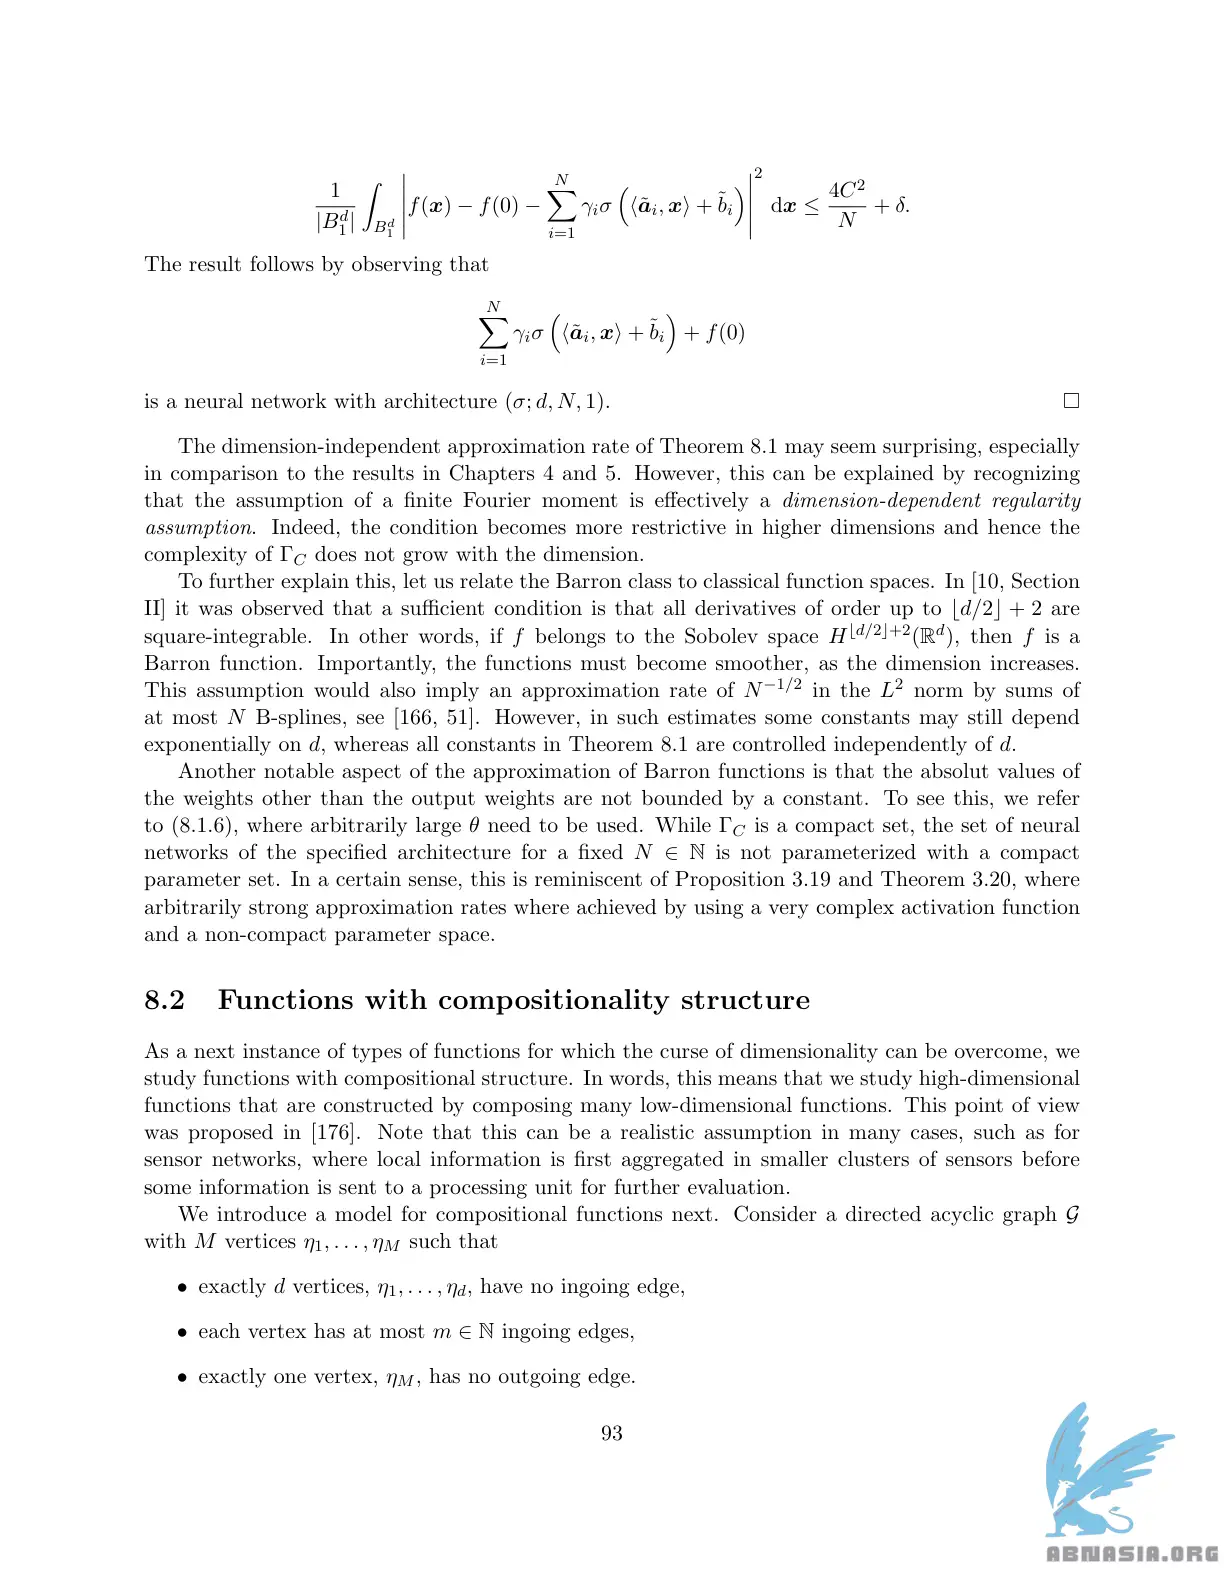 \frac{1}{|B_1^d|} \int_{B_1^d} \left| f(\boldsymbol{x}) - f(0) - \sum_{i=1}^{N} \gamma_i \sigma \left( \langle \tilde{\boldsymbol{a}}_i, \boldsymbol{x} \rangle + \tilde{b}_i \right) \right|^2 \mathrm{d}\boldsymbol{x} \leq \frac{4C^2}{N} + \delta.
The result follows by observing that
\sum_{i=1}^{N} \gamma_i \sigma \left( \langle \tilde{\boldsymbol{a}}_i, \boldsymbol{x} \rangle + \tilde{b}_i \right) + f(0)
is a neural network with architecture (σ; d, N, 1). □
The dimension-independent approximation rate of Theorem 8.1 may seem surprising, especially
in comparison to the results in Chapters 4 and 5. However, this can be explained by recognizing
that the assumption of a finite Fourier moment is effectively a dimension-dependent regularity
assumption. Indeed, the condition becomes more restrictive in higher dimensions and hence the
complexity of Γ_C does not grow with the dimension.
To further explain this, let us relate the Barron class to classical function spaces. In [10, Section
II] it was observed that a sufficient condition is that all derivatives of order up to ⌊d/2⌋ + 2 are
square-integrable. In other words, if f belongs to the Sobolev space H^{⌊d/2⌋+2}(ℝ^d), then f is a
Barron function. Importantly, the functions must become smoother, as the dimension increases.
This assumption would also imply an approximation rate of N^{−1/2} in the L^2 norm by sums of
at most N B-splines, see [166, 51]. However, in such estimates some constants may still depend
exponentially on d, whereas all constants in Theorem 8.1 are controlled independently of d.
Another notable aspect of the approximation of Barron functions is that the absolut values of
the weights other than the output weights are not bounded by a constant. To see this, we refer
to (8.1.6), where arbitrarily large θ need to be used. While Γ_C is a compact set, the set of neural
networks of the specified architecture for a fixed N ∈ ℕ is not parameterized with a compact
parameter set. In a certain sense, this is reminiscent of Proposition 3.19 and Theorem 3.20, where
arbitrarily strong approximation rates where achieved by using a very complex activation function
and a non-compact parameter space.
8.2 Functions with compositionality structure
As a next instance of types of functions for which the curse of dimensionality can be overcome, we
study functions with compositional structure. In words, this means that we study high-dimensional
functions that are constructed by composing many low-dimensional functions. This point of view
was proposed in [176]. Note that this can be a realistic assumption in many cases, such as for
sensor networks, where local information is first aggregated in smaller clusters of sensors before
some information is sent to a processing unit for further evaluation.
We introduce a model for compositional functions next. Consider a directed acyclic graph 𝒢
with M vertices η_1, . . . , η_M such that
• exactly d vertices, η_1, . . . , η_d, have no ingoing edge,
• each vertex has at most m ∈ ℕ ingoing edges,
• exactly one vertex, η_M, has no outgoing edge.
93
ABNASIA.ORG